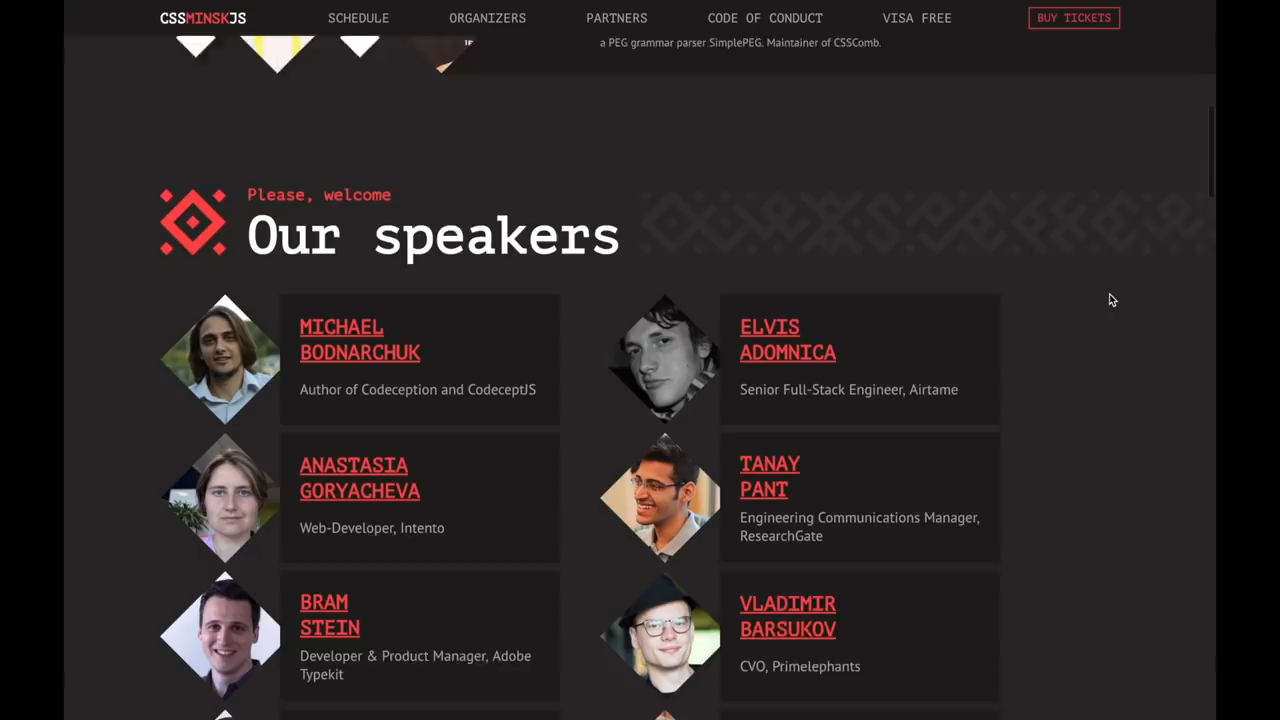 CSSMINSKJS SCHEDULE ORGANIZERS PARTNERS CODE OF CONDUCT VISA FREE BUY TICKETS
a PEG grammar parser SimplePEG. Maintainer of CSSComb.
Please, welcome
Our speakers
MICHAEL
BODNARCHUK
Author of Codeception and CodeceptJS
ELVIS
ADOMNICA
Senior Full-Stack Engineer, Airtame
ANASTASIA
GORYACHEVA
Web-Developer, Intento
TANAY
PANT
Engineering Communications Manager,
ResearchGate
BRAM
STEIN
Developer & Product Manager, Adobe
Typekit
VLADIMIR
BARSUKOV
CVO, Primelephants